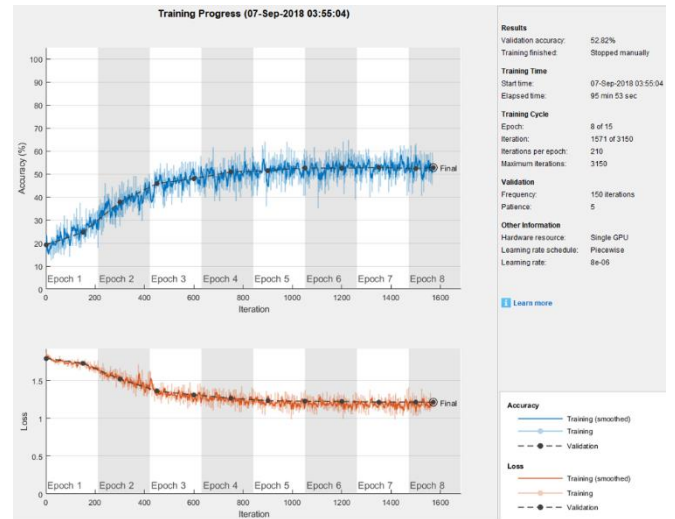 Training Progress (07-Sep-2018 03:55:04)
100
90
80
70
60
50
40
30
20
10
0
Accuracy (%)
Final
Epoch 1 Epoch 2 Epoch 3 Epoch 4 Epoch 5 Epoch 6 Epoch 7 Epoch 8
0 200 400 600 800 1000 1200 1400 1600
Iteration
1.5
1
0.5
0
Loss
Final
Epoch 1 Epoch 2 Epoch 3 Epoch 4 Epoch 5 Epoch 6 Epoch 7 Epoch 8
0 200 400 600 800 1000 1200 1400 1600
Iteration
Results
Validation accuracy: 52.82%
Training finished: Stopped manually
Training Time
Start time: 07-Sep-2018 03:55:04
Elapsed time: 95 min 53 sec
Training Cycle
Epoch: 8 of 15
Iteration: 1571 of 3150
Iterations per epoch: 210
Maximum iterations: 3150
Validation
Frequency: 150 iterations
Patience: 5
Other Information
Hardware resource: Single GPU
Learning rate schedule: Piecewise
Learning rate: 8e-06
i Learn more
Accuracy
Training (smoothed)
Training
Validation
Loss
Training (smoothed)
Training
Validation